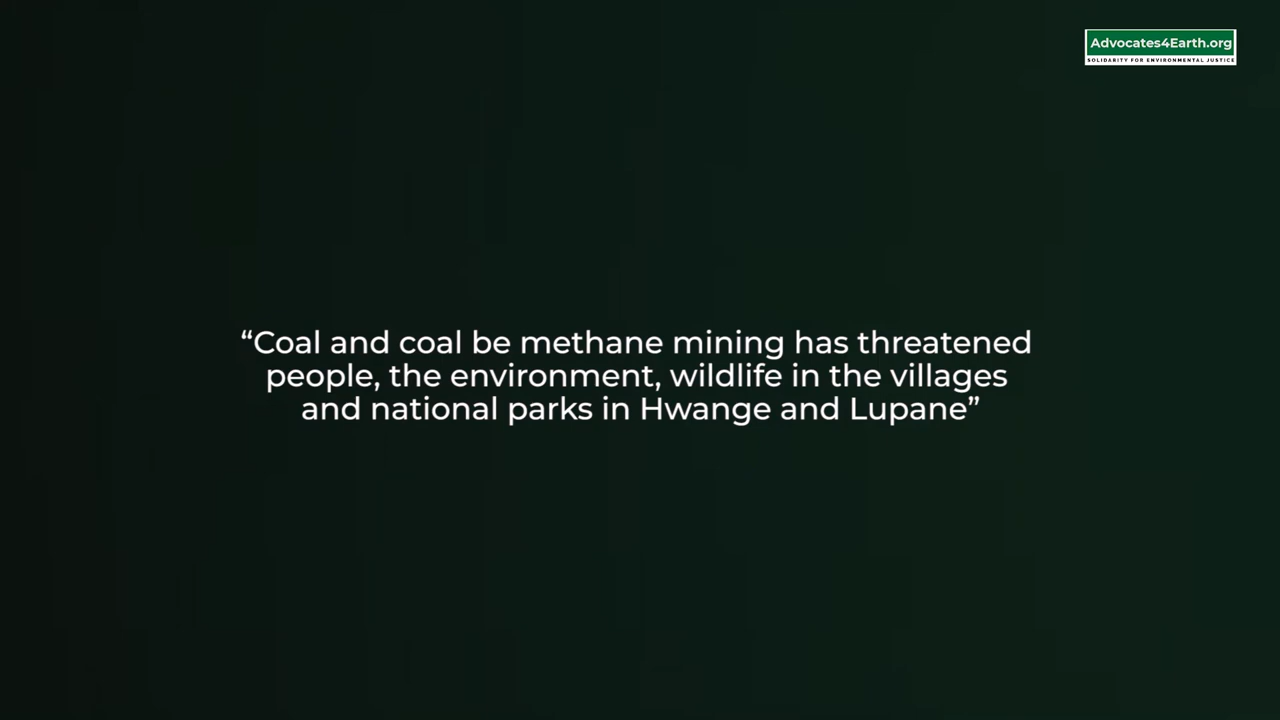 Advocates4Earth.org
SOLIDARITY FOR ENVIRONMENTAL JUSTICE
“Coal and coal be methane mining has threatened
people, the environment, wildlife in the villages
and national parks in Hwange and Lupane”